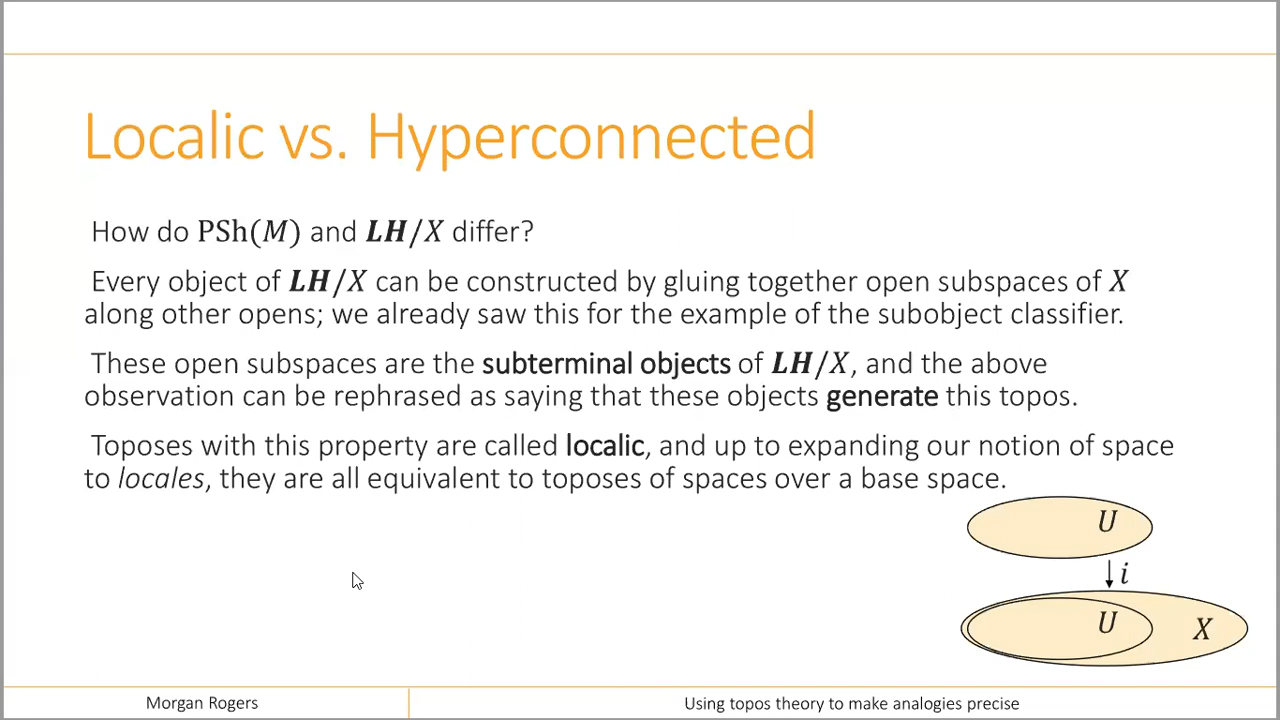 Localic vs. Hyperconnected
How do PSh(M) and LH/X differ?
Every object of LH/X can be constructed by gluing together open subspaces of X
along other opens; we already saw this for the example of the subobject classifier.
These open subspaces are the subterminal objects of LH/X, and the above
observation can be rephrased as saying that these objects generate this topos.
Toposes with this property are called localic, and up to expanding our notion of space
to locales, they are all equivalent to toposes of spaces over a base space.
U
↓ i
U X
Morgan Rogers
Using topos theory to make analogies precise